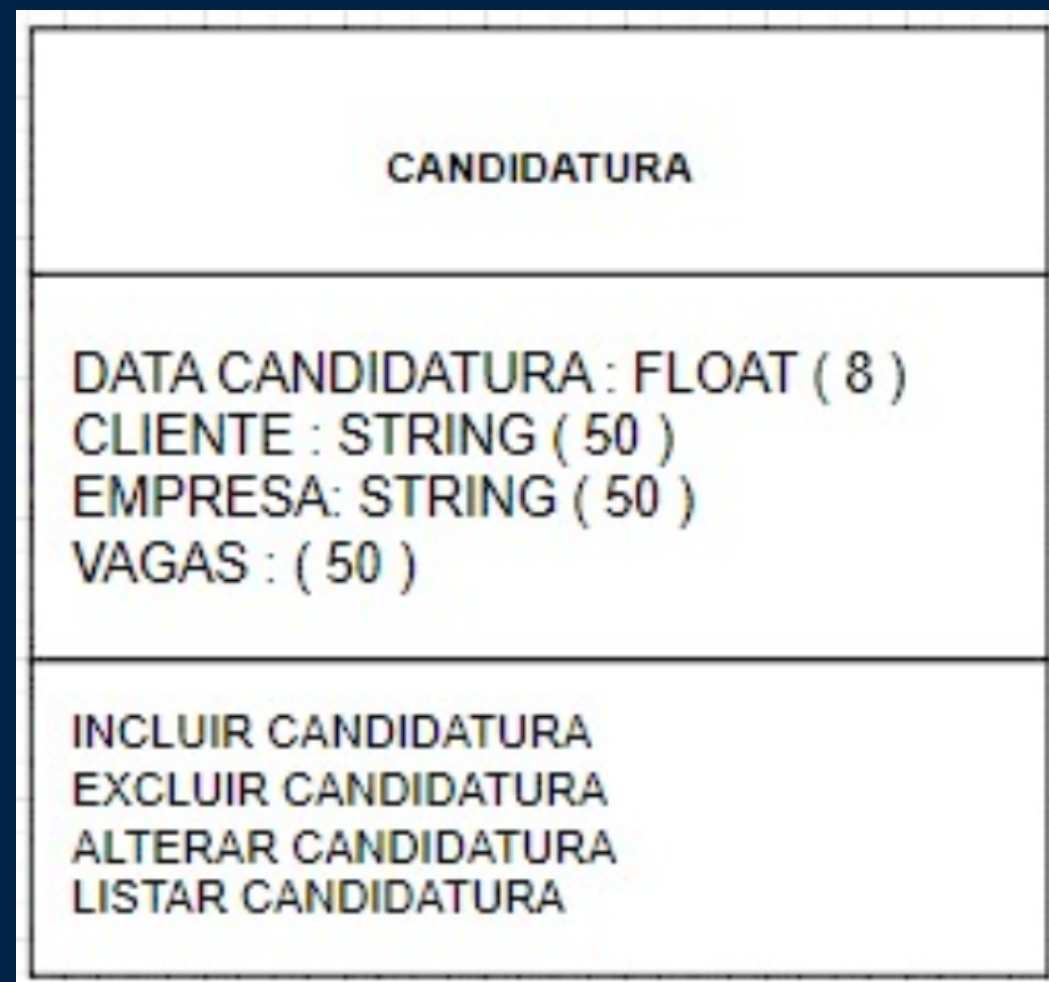 CANDIDATURA
DATA CANDIDATURA : FLOAT ( 8 )
CLIENTE : STRING ( 50 )
EMPRESA: STRING ( 50 )
VAGAS : ( 50 )
INCLUIR CANDIDATURA
EXCLUIR CANDIDATURA
ALTERAR CANDIDATURA
LISTAR CANDIDATURA